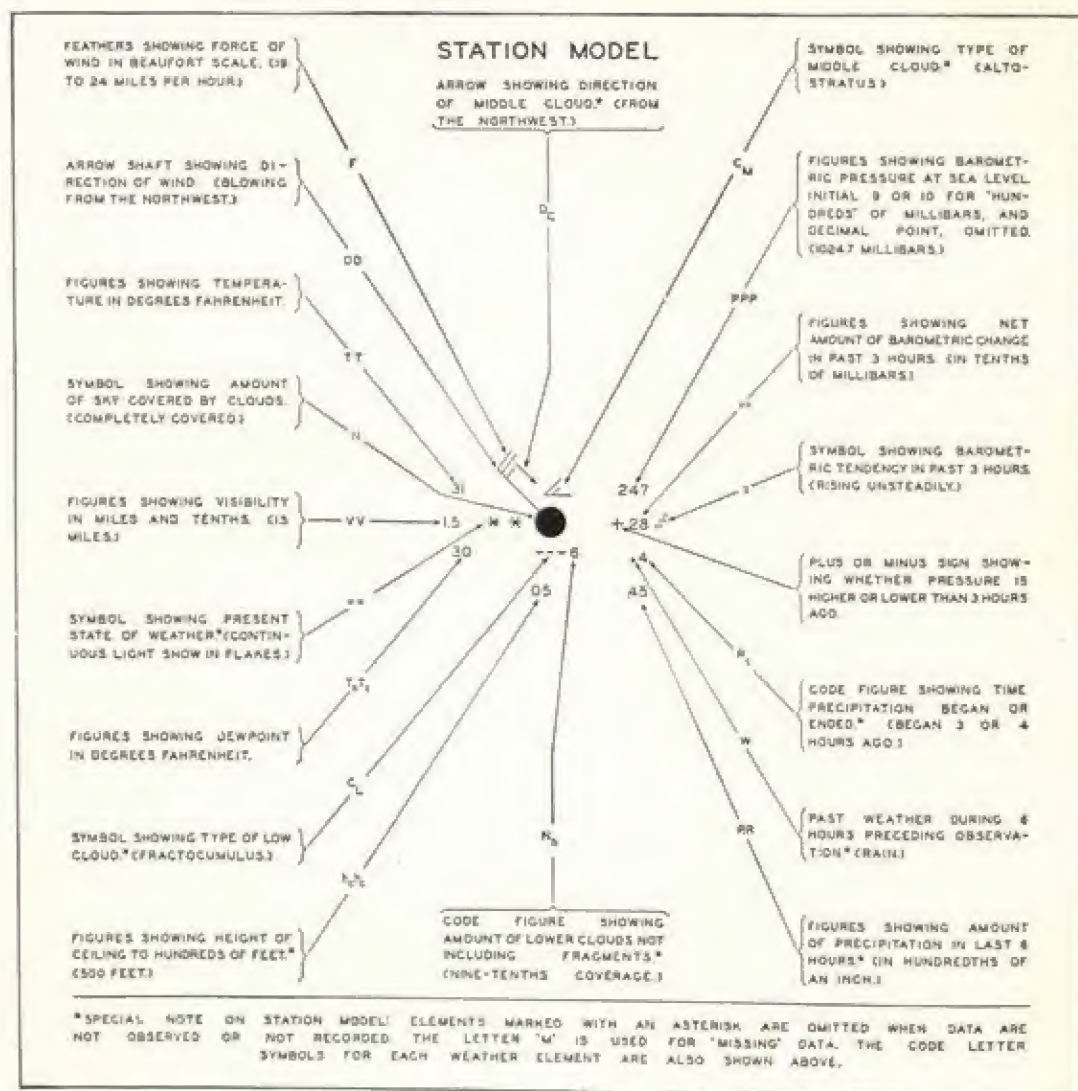 STATION MODEL
FEATHERS SHOWING FORCE OF
WIND IN BEAUFORT SCALE. (19
TO 24 MILES PER HOUR.)
F
ARROW SHAFT SHOWING DI-
RECTION OF WIND. (BLOWING
FROM THE NORTHWEST.)
DD
FIGURES SHOWING TEMPERA-
TURE IN DEGREES FAHRENHEIT.
TT
SYMBOL SHOWING AMOUNT
OF SKY COVERED BY CLOUDS.
(COMPLETELY COVERED.)
N
FIGURES SHOWING VISIBILITY
IN MILES AND TENTHS. (1.5
MILES.)
VV
SYMBOL SHOWING PRESENT
STATE OF WEATHER.* (CONTIN-
UOUS LIGHT SNOW IN FLAKES.)
FIGURES SHOWING DEWPOINT
IN DEGREES FAHRENHEIT.
SYMBOL SHOWING TYPE OF LOW
CLOUD.* (FRACTOCUMULUS.)
CL
FIGURES SHOWING HEIGHT OF
CEILING TO HUNDREDS OF FEET.*
(500 FEET.)
ARROW SHOWING DIRECTION
OF MIDDLE CLOUD.* (FROM
THE NORTHWEST.)
DC
31
247
1.5
+28
30
6
.4
05
.45
Nh
CODE FIGURE SHOWING
AMOUNT OF LOWER CLOUDS NOT
INCLUDING FRAGMENTS.*
(NINE-TENTHS COVERAGE.)
SYMBOL SHOWING TYPE OF
MIDDLE CLOUD.* (ALTO-
STRATUS.)
CM
FIGURES SHOWING BAROMET-
RIC PRESSURE AT SEA LEVEL.
INITIAL 9 OR 10 FOR "HUN-
DREDS" OF MILLIBARS, AND
DECIMAL POINT, OMITTED.
(1024.7 MILLIBARS.)
PPP
FIGURES SHOWING NET
AMOUNT OF BAROMETRIC CHANGE
IN PAST 3 HOURS. (IN TENTHS
OF MILLIBARS.)
SYMBOL SHOWING BAROMET-
RIC TENDENCY IN PAST 3 HOURS.
(RISING UNSTEADILY.)
PLUS OR MINUS SIGN SHOW-
ING WHETHER PRESSURE IS
HIGHER OR LOWER THAN 3 HOURS
AGO.
CODE FIGURE SHOWING TIME
PRECIPITATION BEGAN OR
ENDED.* (BEGAN 3 OR 4
HOURS AGO.)
PAST WEATHER DURING 6
HOURS PRECEDING OBSERVA-
TION.* (RAIN.)
W
FIGURES SHOWING AMOUNT
OF PRECIPITATION IN LAST 6
HOURS.* (IN HUNDREDTHS OF
AN INCH.)
RR
*SPECIAL NOTE ON STATION MODEL: ELEMENTS MARKED WITH AN ASTERISK ARE OMITTED WHEN DATA ARE
NOT OBSERVED OR NOT RECORDED. THE LETTER "M" IS USED FOR "MISSING" DATA. THE CODE LETTER
SYMBOLS FOR EACH WEATHER ELEMENT ARE ALSO SHOWN ABOVE.